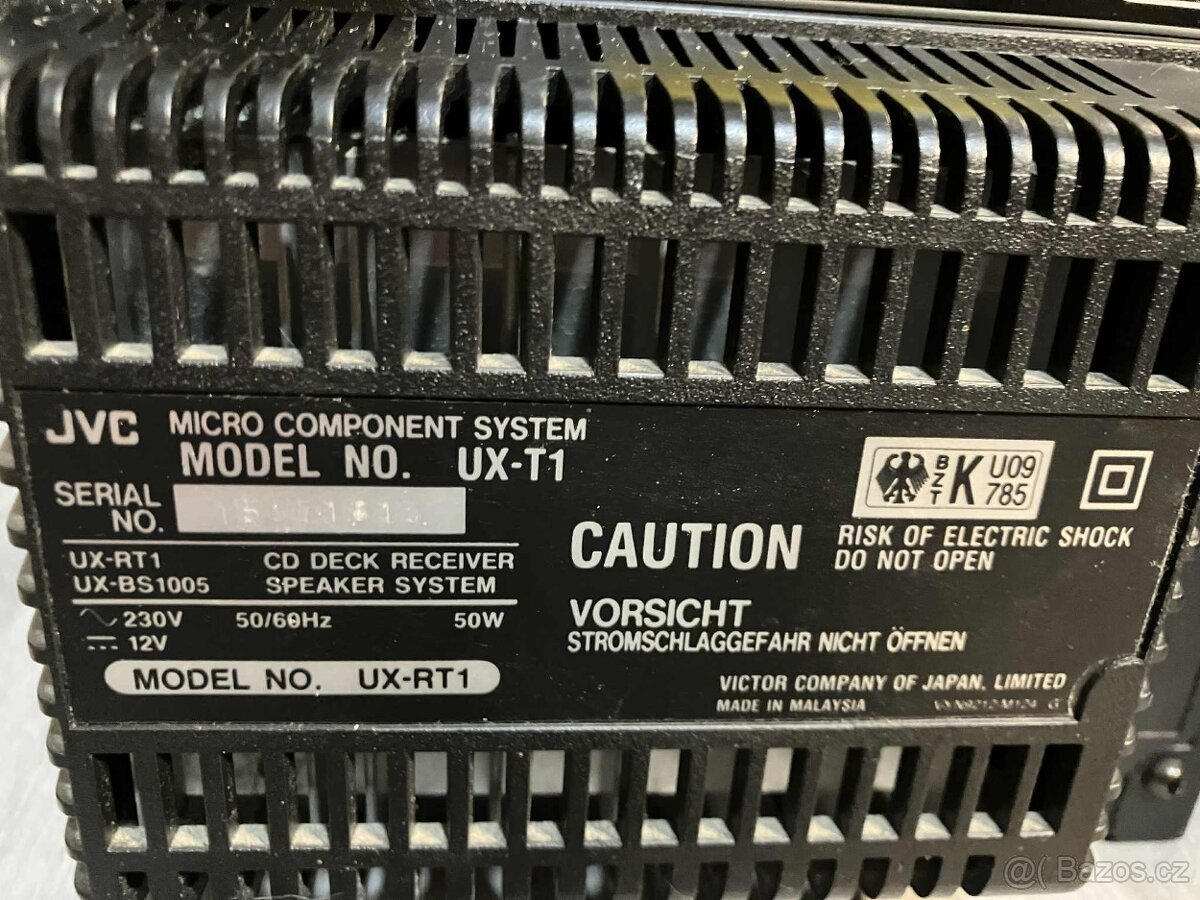 JVC MICRO COMPONENT SYSTEM
MODEL NO. UX-T1
SERIAL
NO.
UX-RT1 CD DECK RECEIVER
UX-BS1005 SPEAKER SYSTEM
230V 50/60Hz 50W
12V
MODEL NO. UX-RT1
BZT K U09
785
CAUTION
RISK OF ELECTRIC SHOCK
DO NOT OPEN
VORSICHT
STROMSCHLAGGEFAHR NICHT ÖFFNEN
VICTOR COMPANY OF JAPAN, LIMITED
MADE IN MALAYSIA
@( Bazos.cz